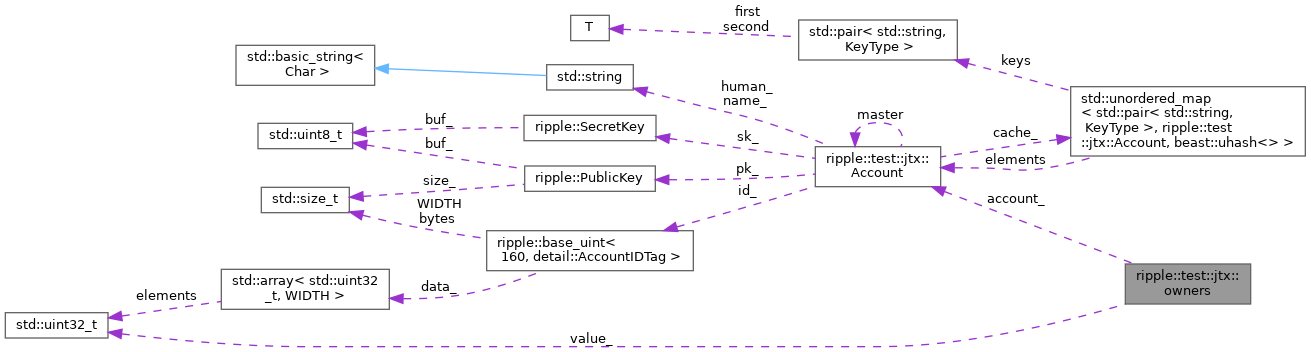 first
second
T
std::pair< std::string,
KeyType >
keys
std::basic_string<
Char >
std::string
human_
name_
std::unordered_map
< std::pair< std::string,
KeyType >, ripple::test
::jtx::Account, beast::uhash<> >
master
cache_
elements
std::uint8_t
buf_
buf_
ripple::SecretKey
sk_
ripple::test::jtx::
Account
ripple::PublicKey
pk_
id_
size_
std::size_t
WIDTH
bytes
account_
ripple::base_uint<
160, detail::AccountIDTag >
std::array< std::uint32
_t, WIDTH >
data_
ripple::test::jtx::
owners
elements
std::uint32_t
value_